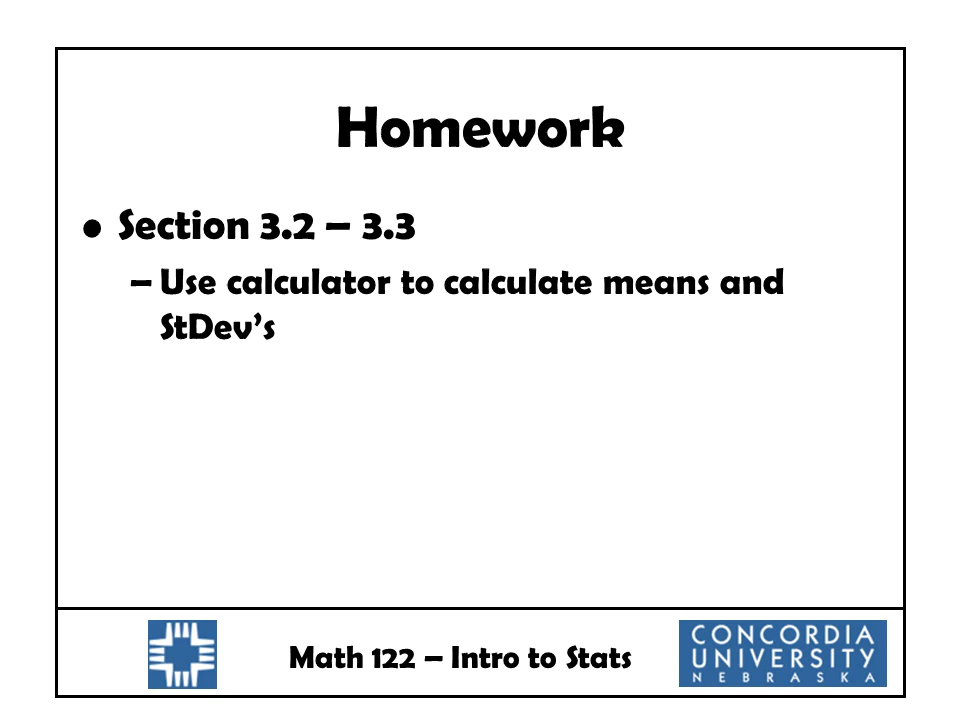 Homework
• Section 3.2 – 3.3
– Use calculator to calculate means and
StDev’s
Math 122 – Intro to Stats
CONCORDIA
UNIVERSITY
NEBRASKA